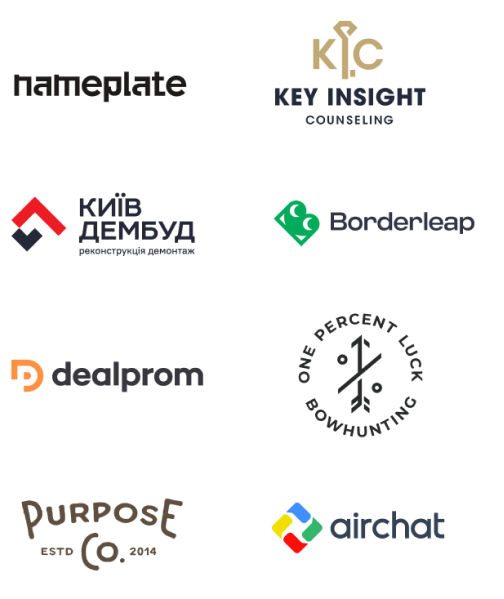 nameplate
KIC
KEY INSIGHT
COUNSELING
КИЇВ
ДЕМБУД
реконструкція демонтаж
Borderleap
dealprom
ONE PERCENT LUCK
BOWHUNTING
PURPOSE
ESTD Co. 2014
airchat